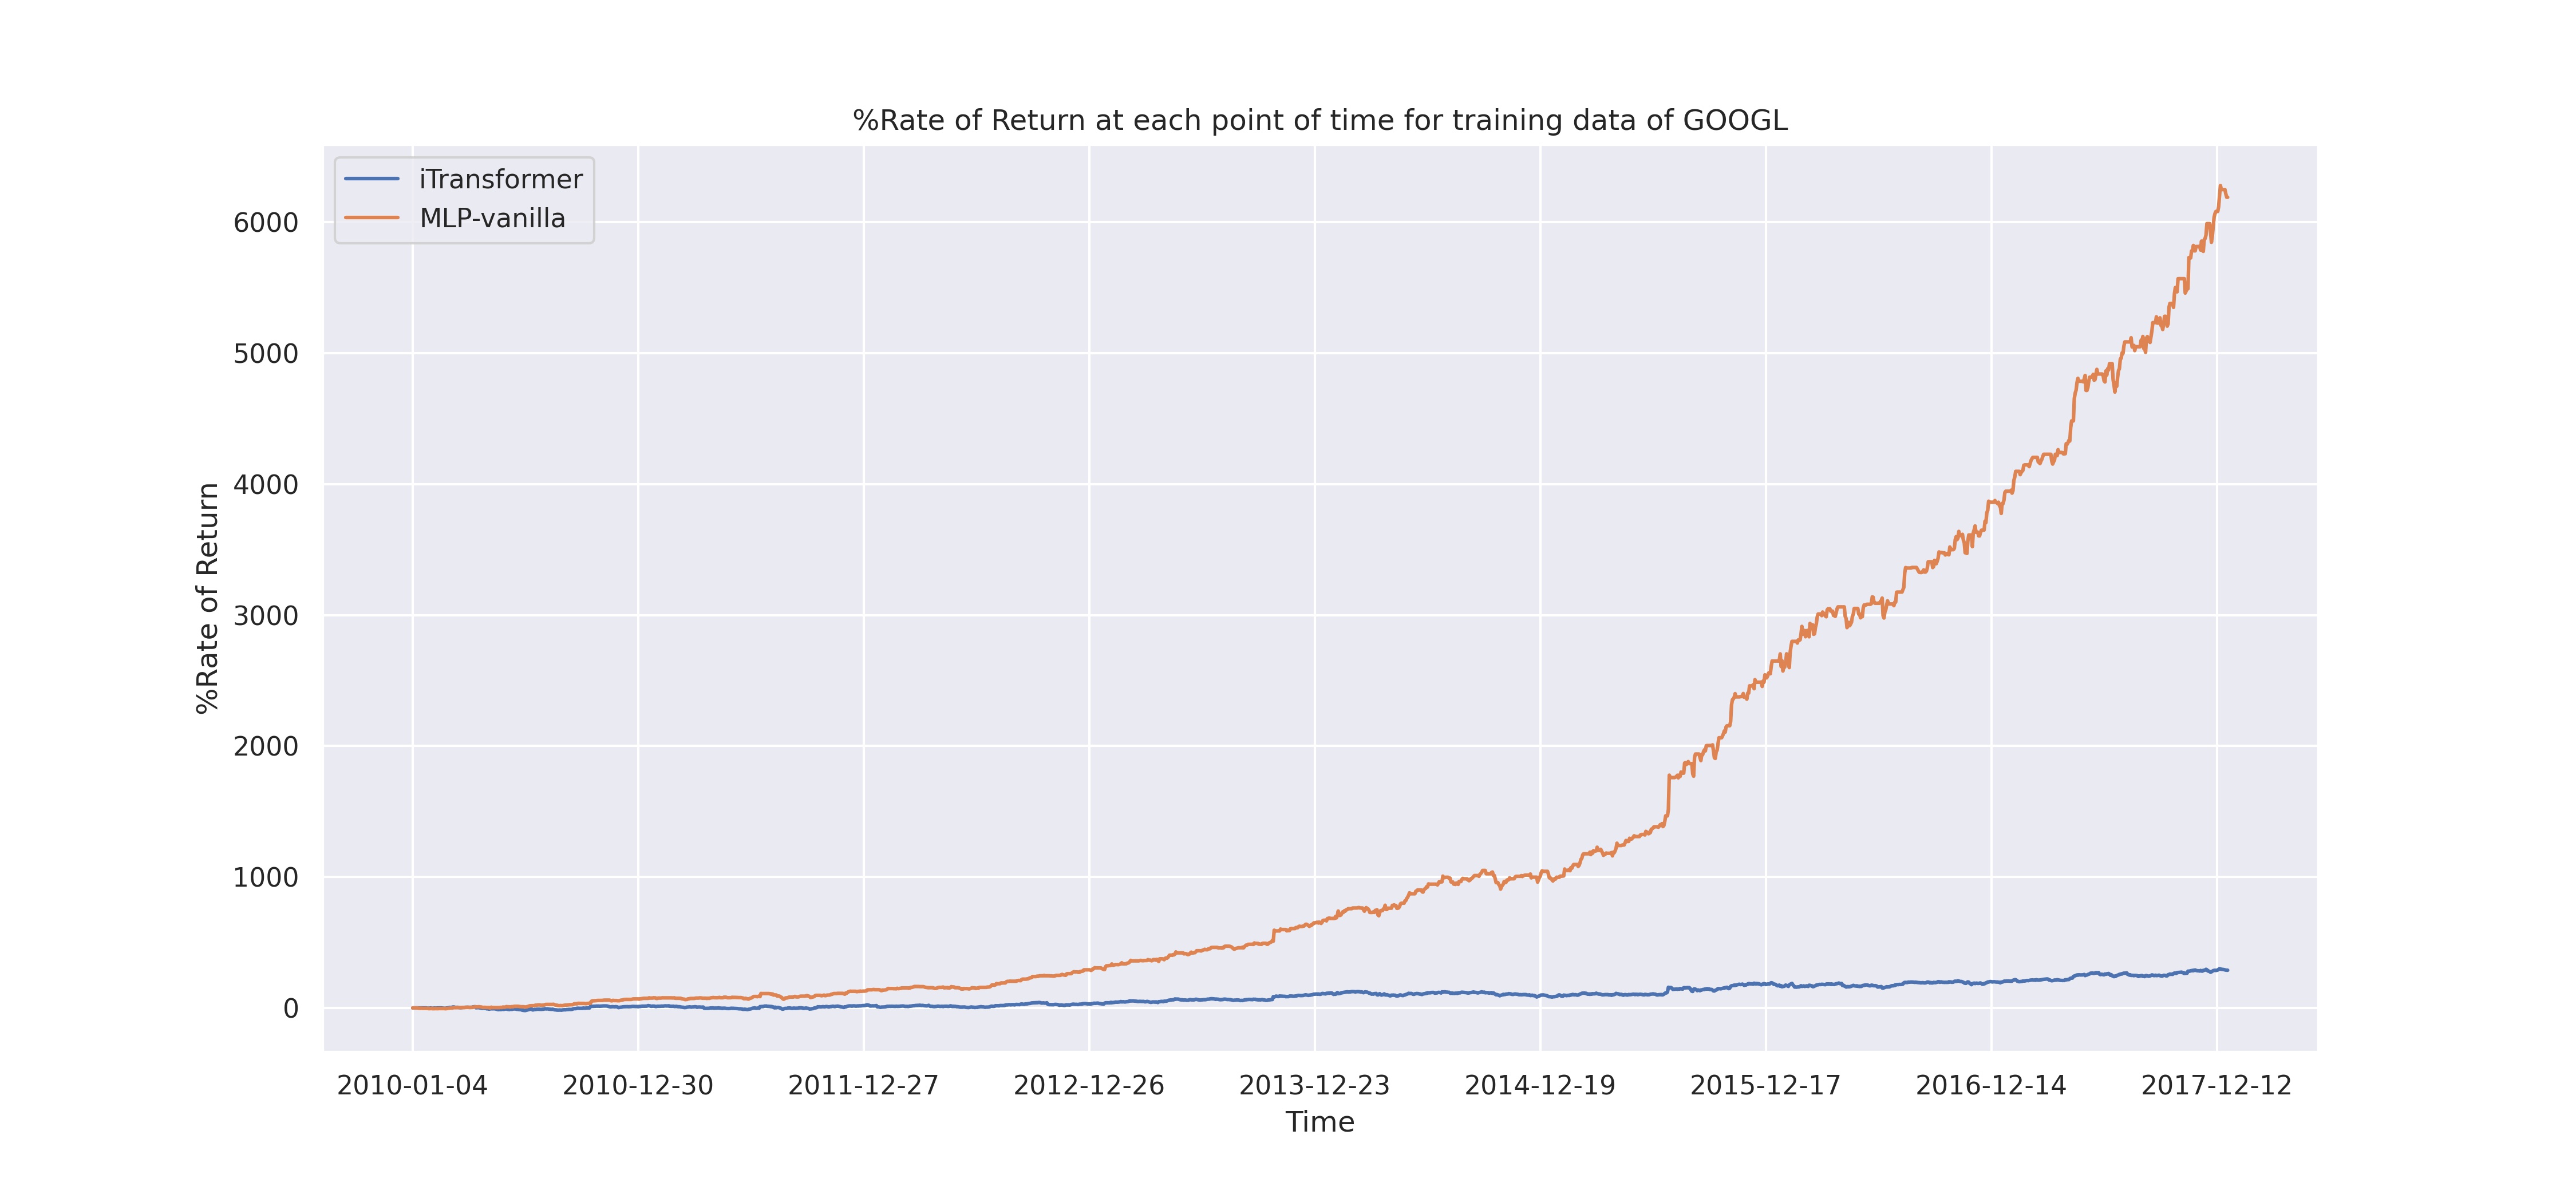 %Rate of Return at each point of time for training data of GOOGL
iTransformer
MLP-vanilla
6000
5000
4000
3000
2000
1000
0
%Rate of Return
2010-01-04 2010-12-30 2011-12-27 2012-12-26 2013-12-23 2014-12-19 2015-12-17 2016-12-14 2017-12-12
Time